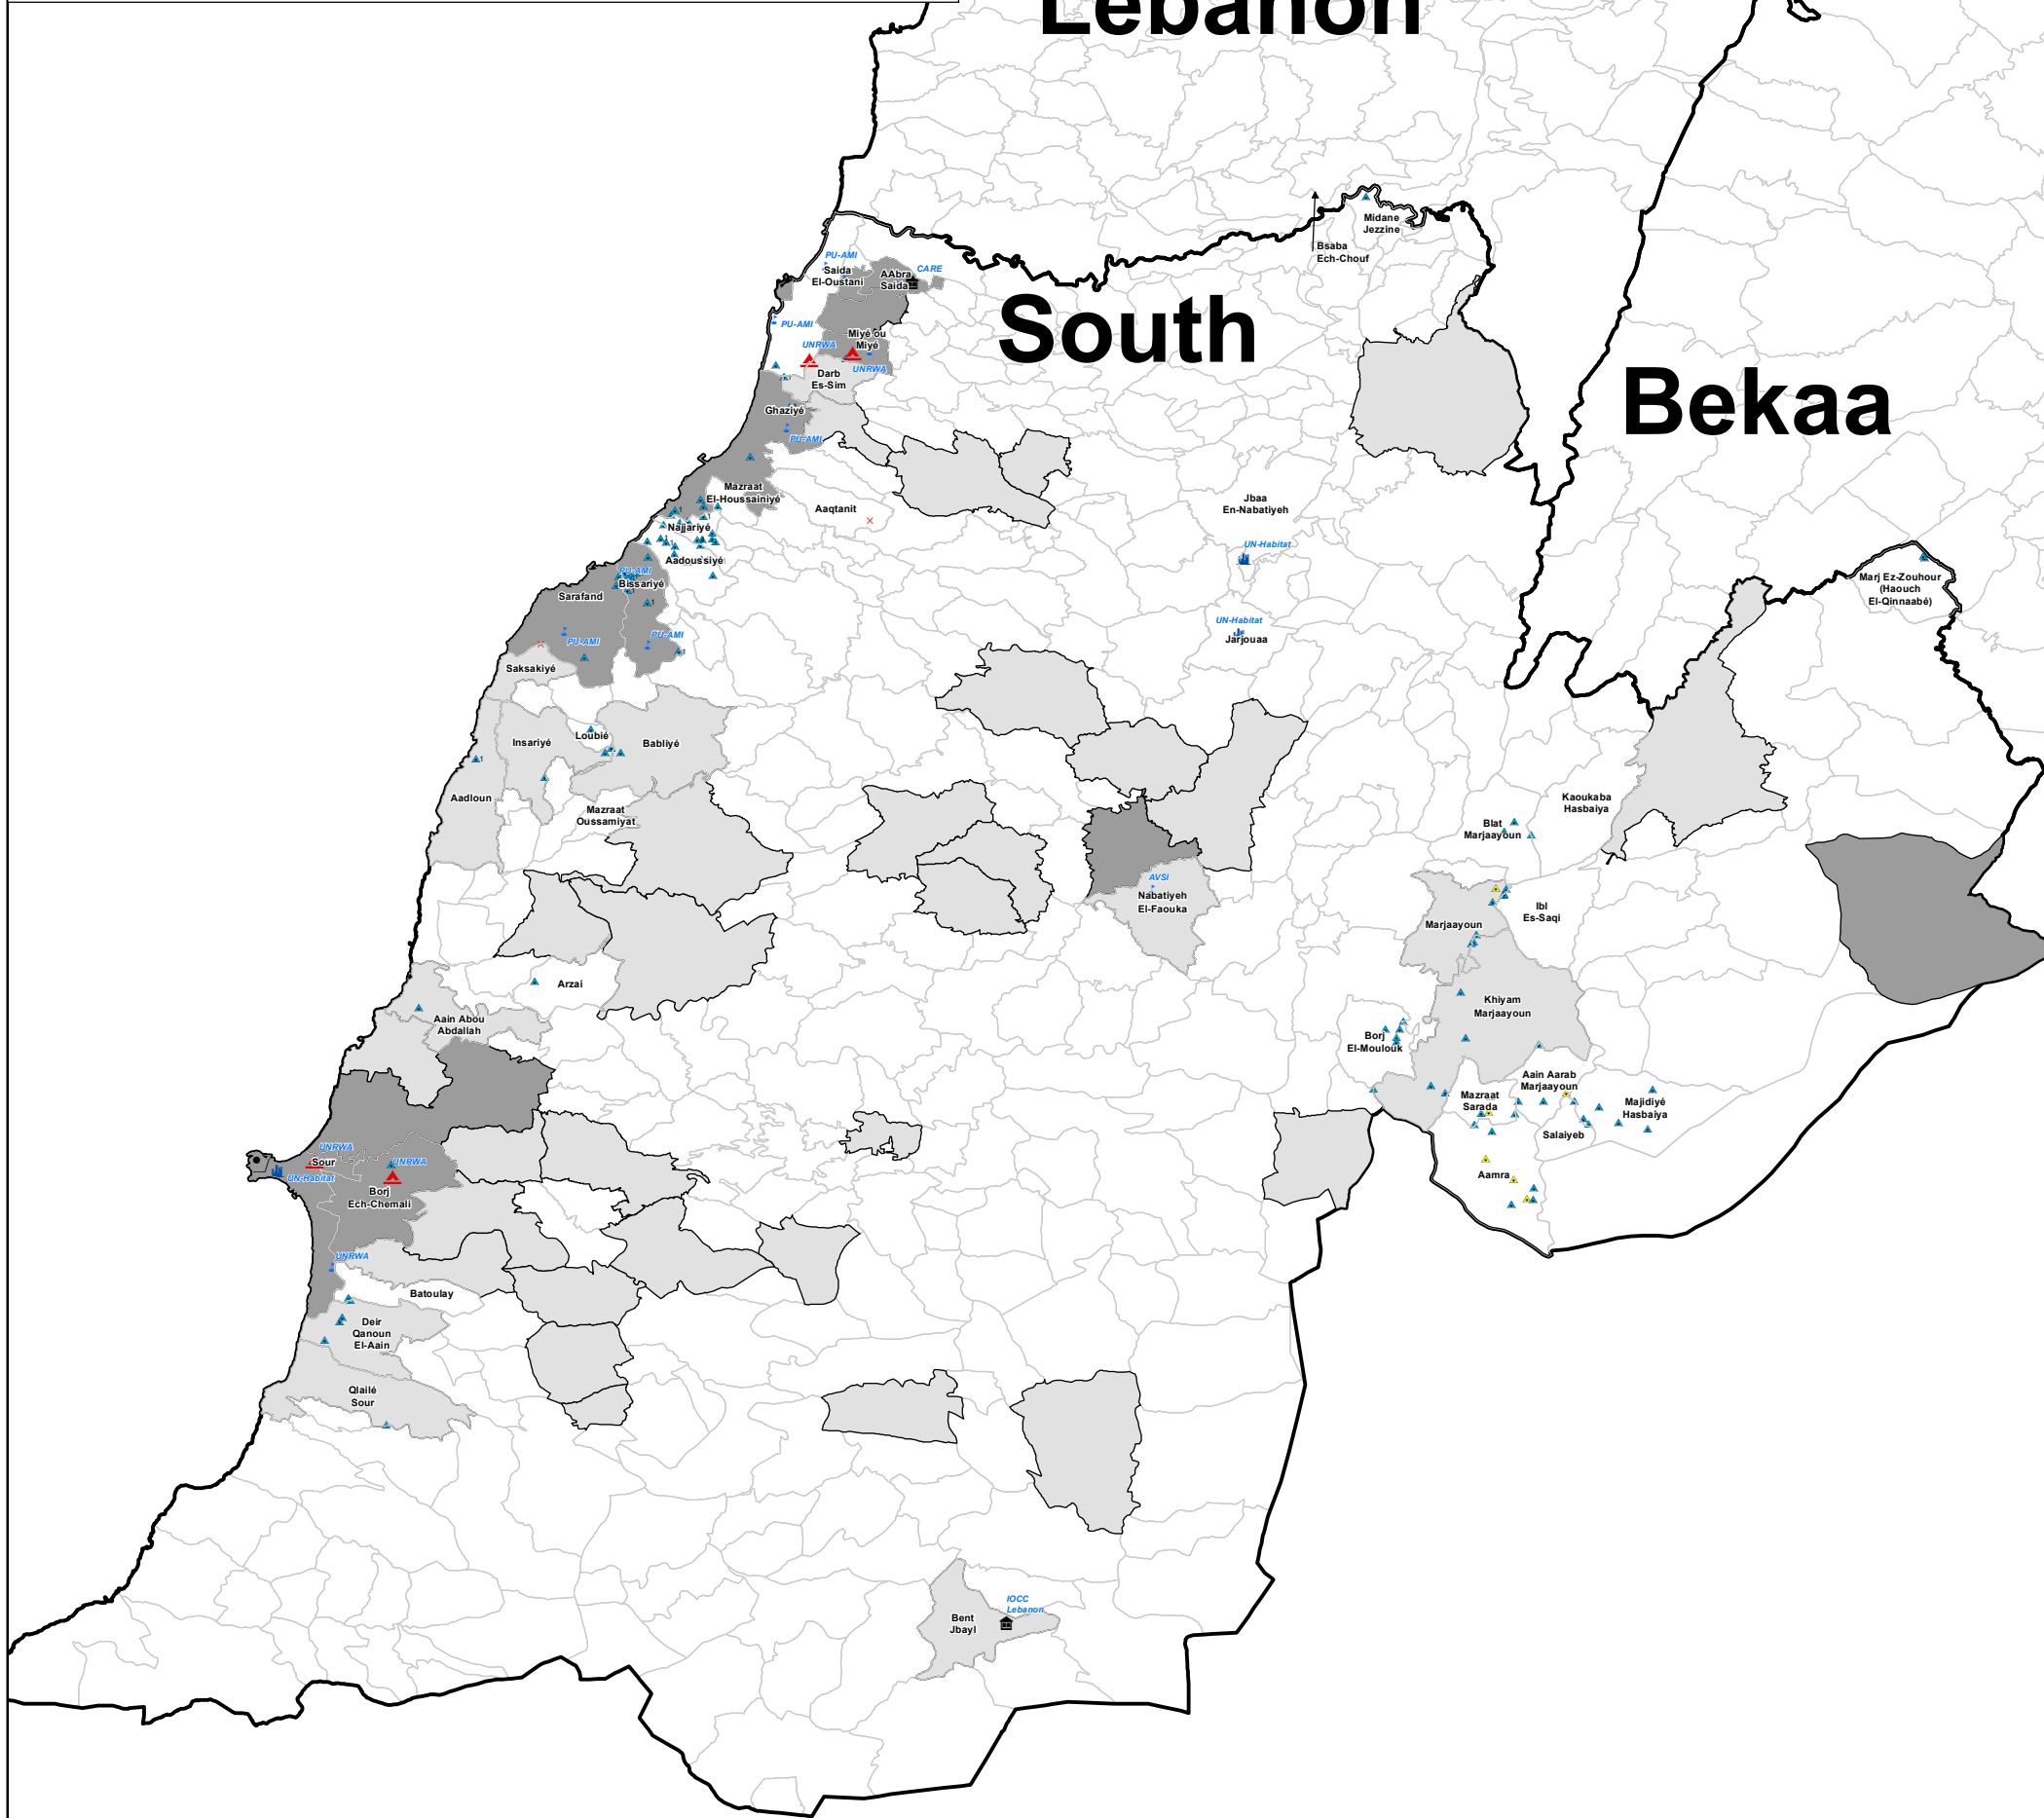 Lebanon
Midane
Jezzine
Bsaba
Ech-Chouf
PU-AMI
Saida
El-Oustani
AAbra
Saida
CARE
South
PU-AMI
Miyé ou
Miyé
UNRWA
UNRWA
Darb
Es-Sim
Bekaa
Ghaziyé
PU-AMI
Mazraat
El-Houssainiyé
Jbaa
En-Nabatiyeh
Aaqtanit
Najjariyé
UN-Habitat
Aadoussiyé
PU-AMI
Bissariyé
Marj Ez-Zouhour
(Haouch
El-Qinnaabé)
Sarafand
UN-Habitat
Jarjouaa
PU-AMI
PU-AMI
Saksakiyé
Loubié
Insariyé
Babliyé
Aadloun
Mazraat
Oussamiyat
Kaoukaba
Hasbaiya
Blat
Marjaayoun
AVSI
Nabatiyeh
El-Faouka
Ibl
Es-Saqi
Marjaayoun
Arzai
Khiyam
Marjaayoun
Aain Abou
Abdallah
Borj
El-Moulouk
Aain Aarab
Marjaayoun
Mazraat
Sarada
Majidiyé
Hasbaiya
Salaiyeb
UNRWA
Sour
UNRWA
UN-Habitat
Aamra
Borj
Ech-Chemali
UNRWA
Batoulay
Deir
Qanoun
El-Aain
Qlailé
Sour
IOCC
Lebanon
Bent
Jbayl